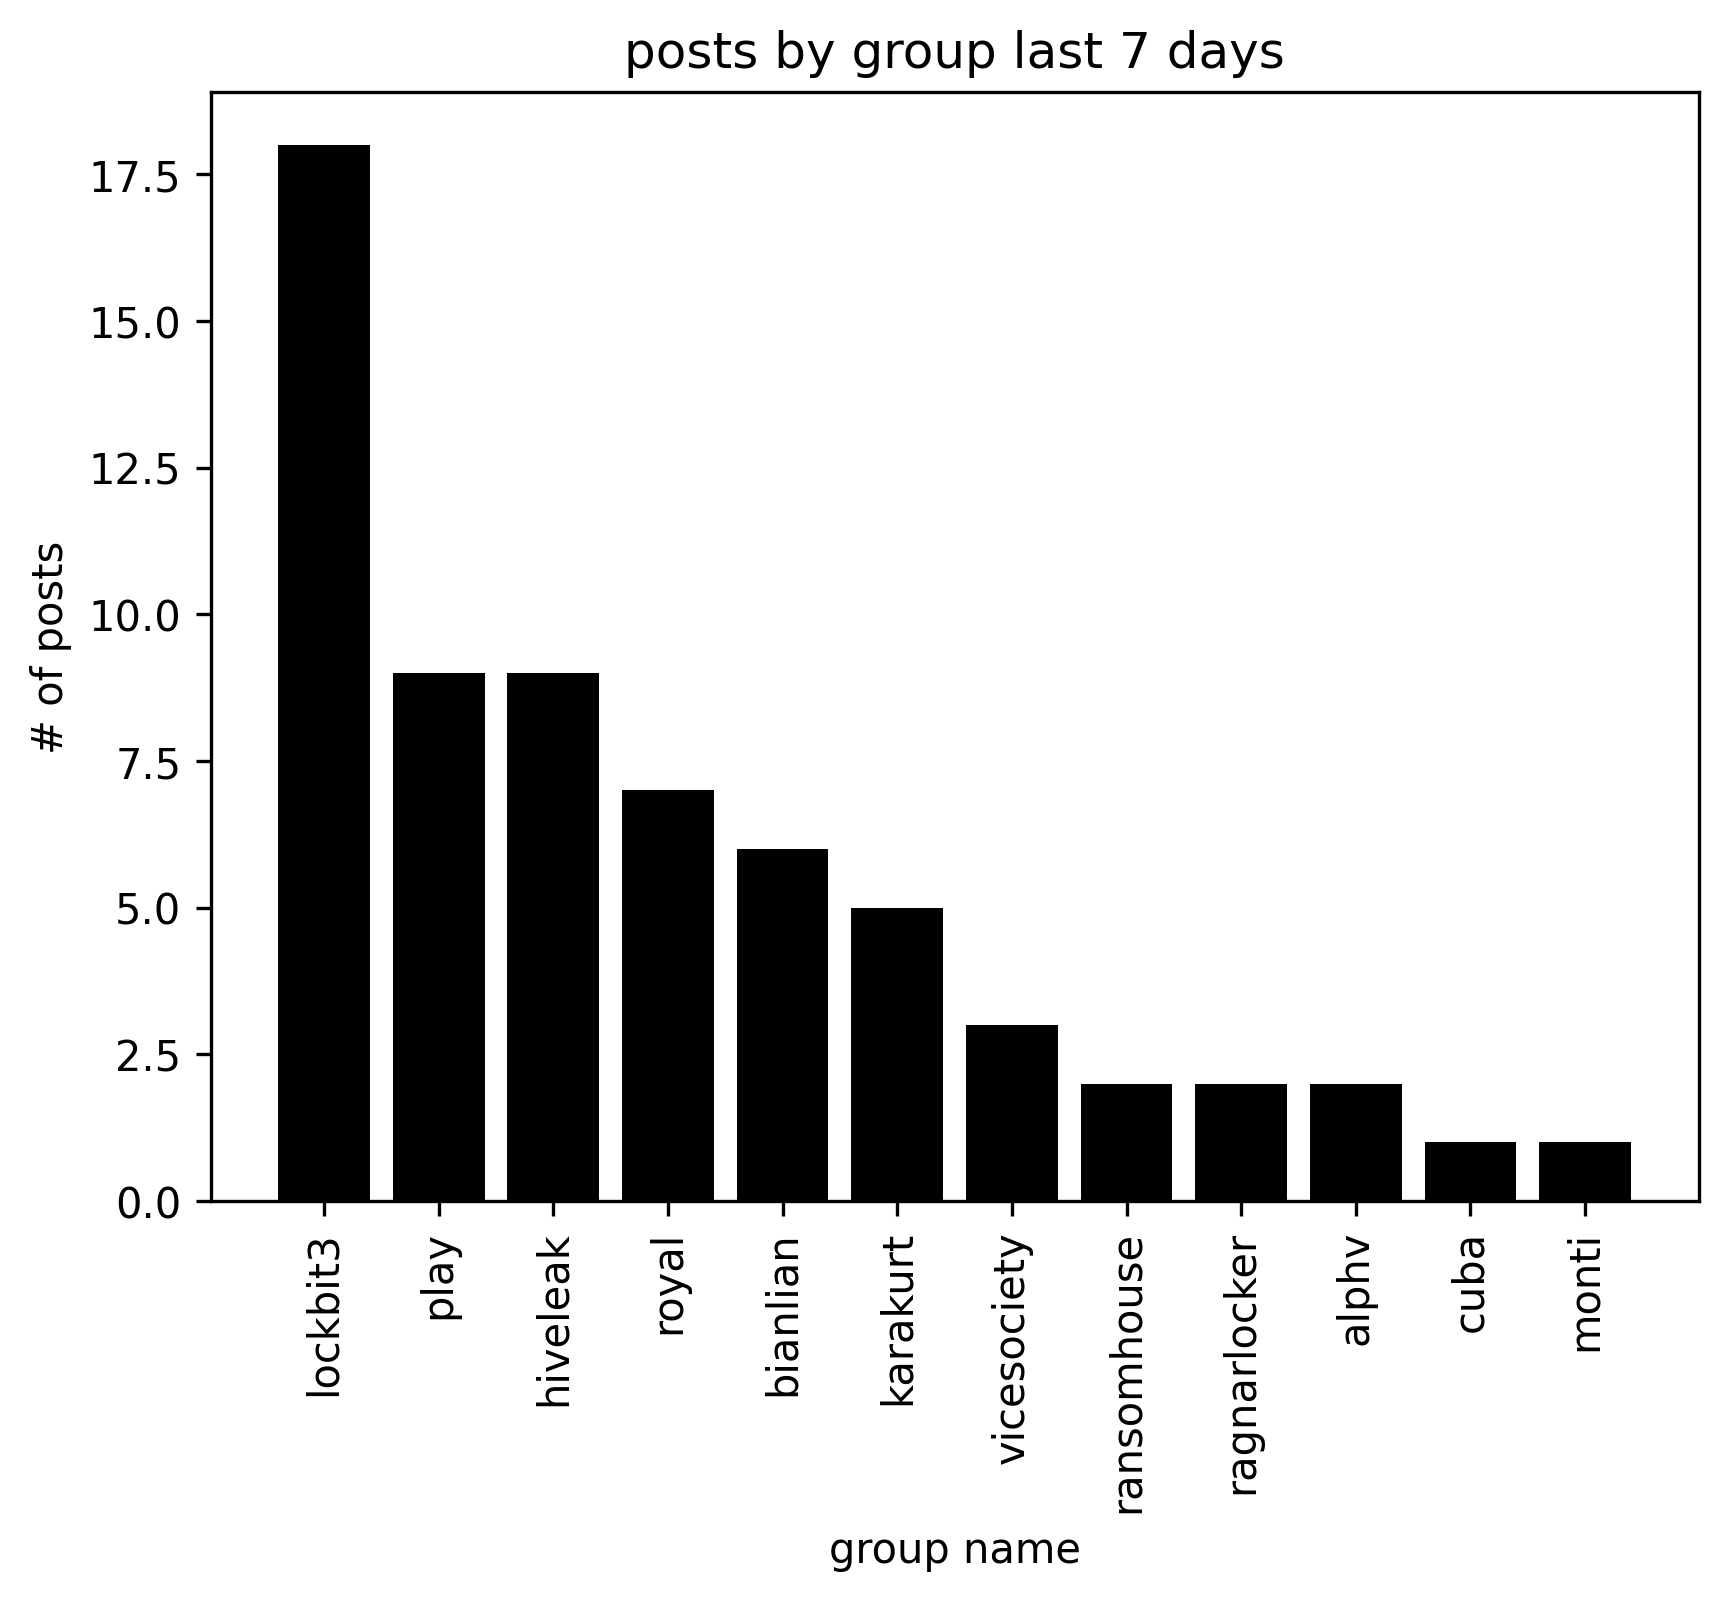 posts by group last 7 days
# of posts
17.5
15.0
12.5
10.0
7.5
5.0
2.5
0.0
lockbit3
play
hiveleak
royal
bianlian
karakurt
vicesociety
ransomhouse
ragnarlocker
alphv
cuba
monti
group name